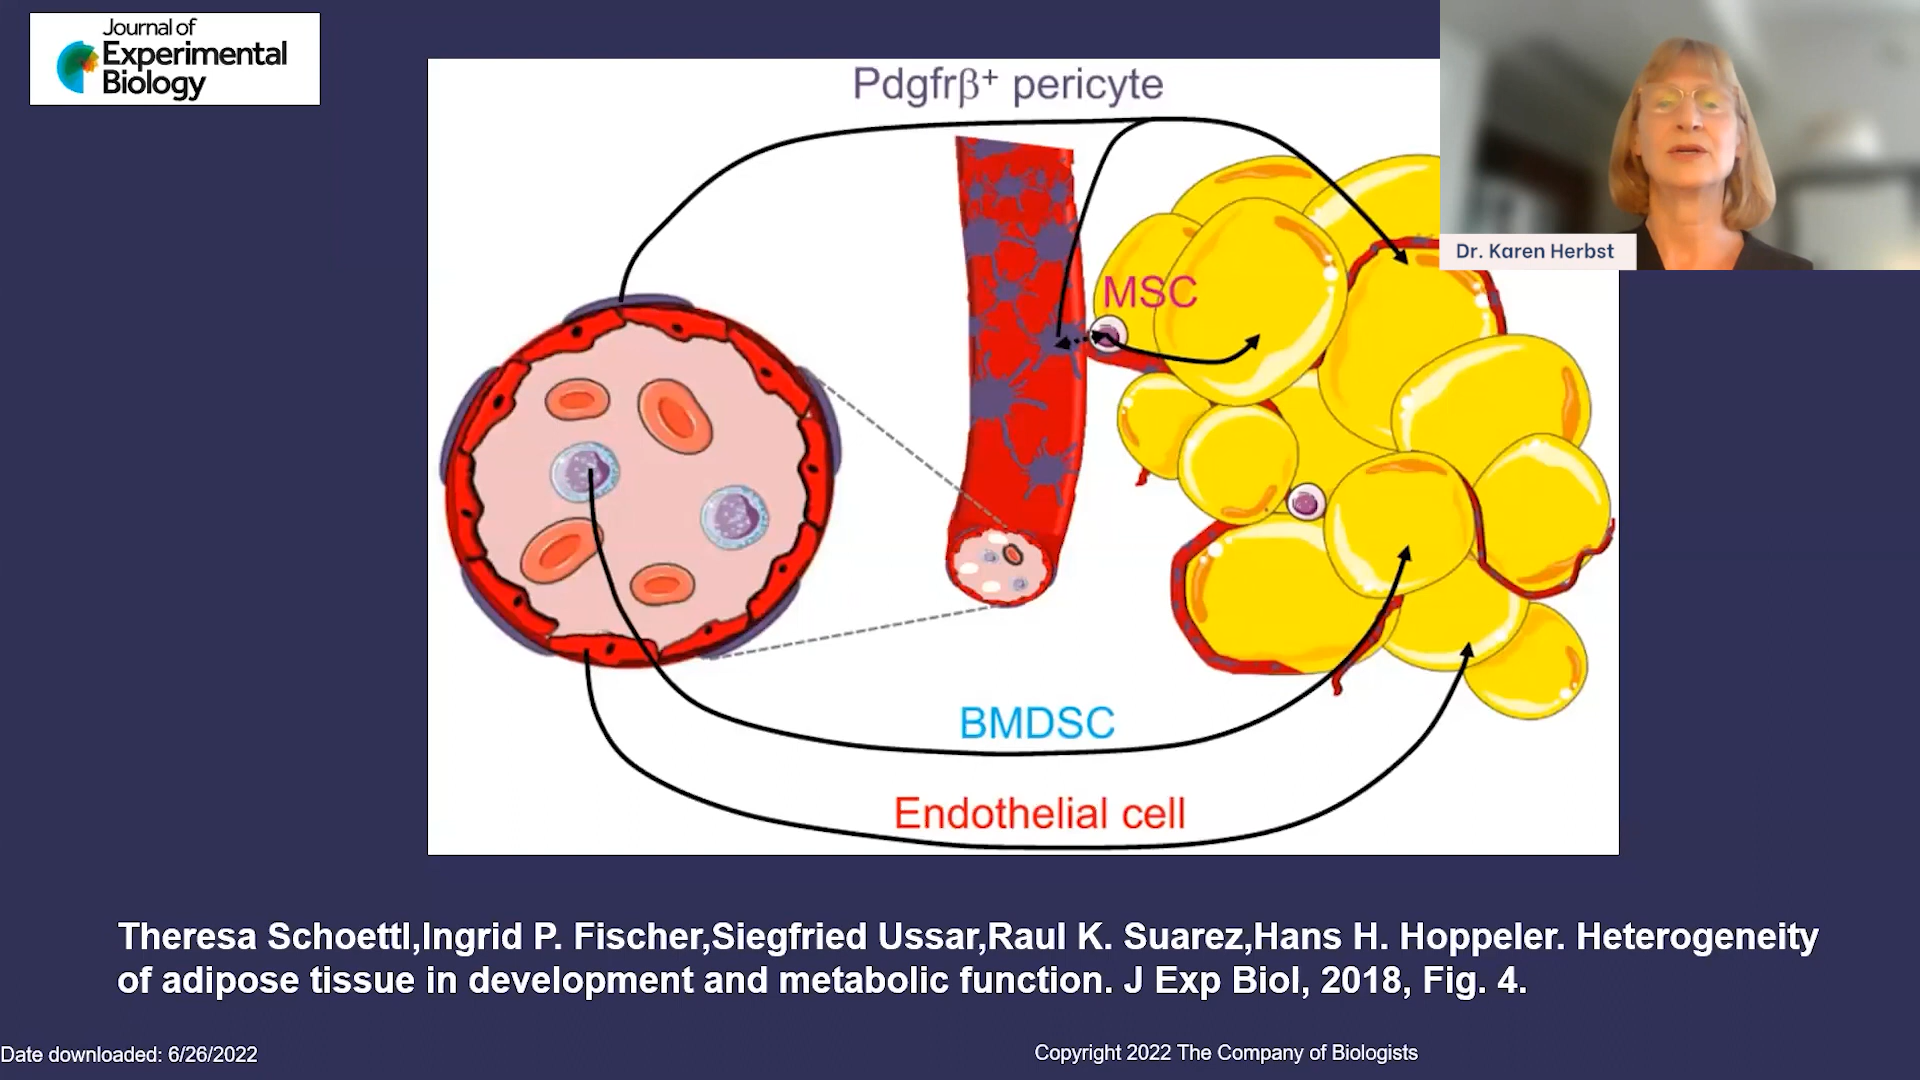 Journal of
Experimental
Biology
Pdgfrβ+ pericyte
Dr. Karen Herbst
MSC
BMDSC
Endothelial cell
Theresa Schoettl,Ingrid P. Fischer,Siegfried Ussar,Raul K. Suarez,Hans H. Hoppeler. Heterogeneity
of adipose tissue in development and metabolic function. J Exp Biol, 2018, Fig. 4.
Date downloaded: 6/26/2022
Copyright 2022 The Company of Biologists